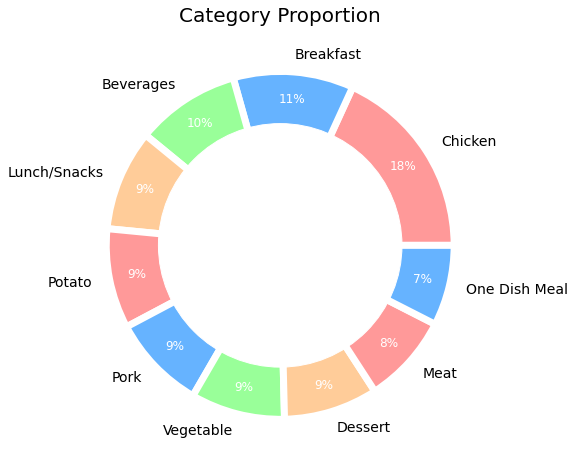 Category Proportion
Breakfast
11%
Beverages
10%
Chicken
18%
Lunch/Snacks
9%
Potato
9%
One Dish Meal
7%
Pork
9%
Meat
8%
Vegetable
9%
Dessert
9%